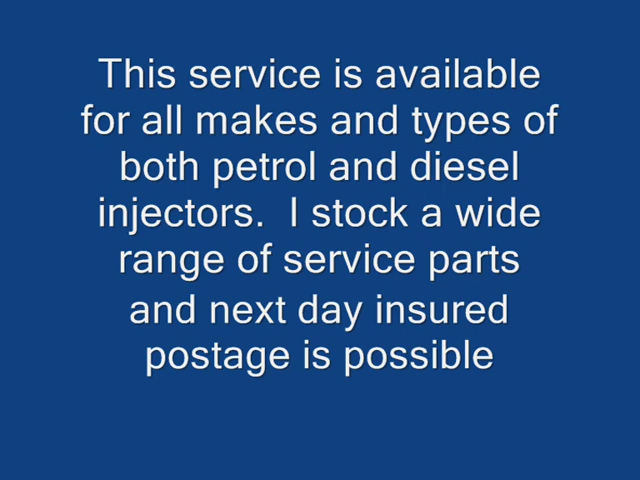 This service is available
for all makes and types of
both petrol and diesel
injectors.  I stock a wide
range of service parts
and next day insured
postage is possible